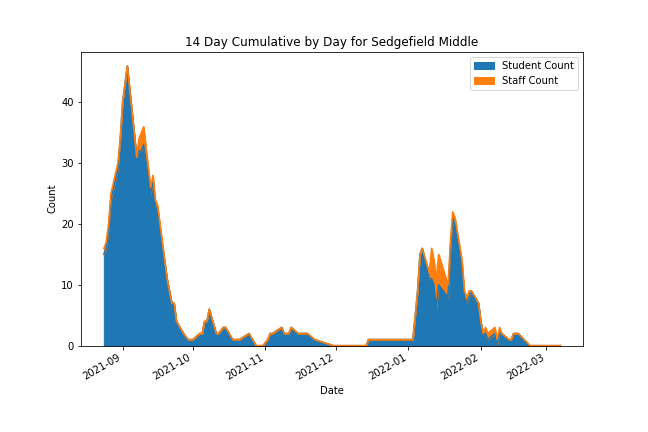 14 Day Cumulative by Day for Sedgefield Middle
Student Count
Staff Count
Count
40
30
20
10
0
2021-09
2021-10
2021-11
2021-12
2022-01
2022-02
2022-03
Date